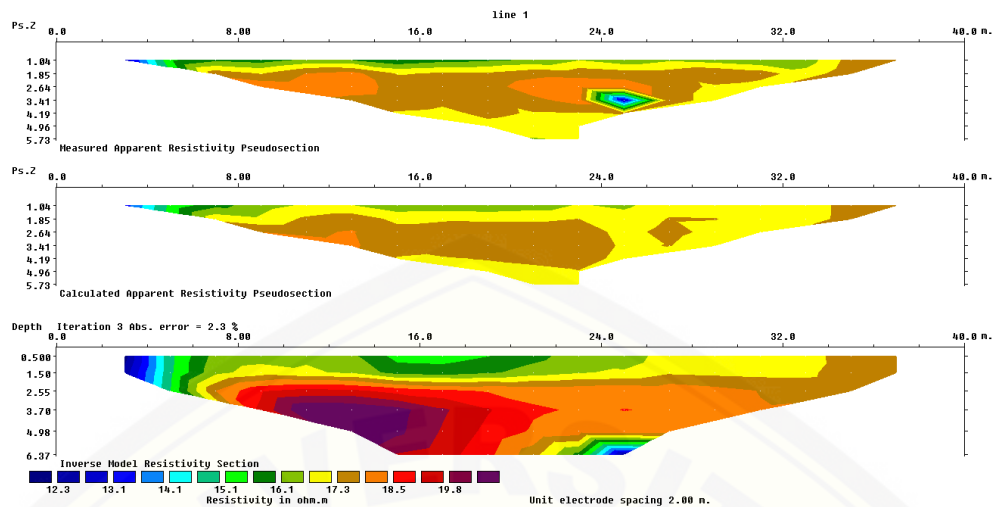 line 1
Ps.Z 0.0 8.00 16.0 24.0 32.0 40.0 m.
1.04
1.85
2.64
3.41
4.19
4.96
5.73
Measured Apparent Resistivity Pseudosection
Ps.Z 0.0 8.00 16.0 24.0 32.0 40.0 m.
1.04
1.85
2.64
3.41
4.19
4.96
5.73
Calculated Apparent Resistivity Pseudosection
Depth Iteration 3 Abs. error = 2.3 %
0.0 8.00 16.0 24.0 32.0 40.0 m.
0.500
1.50
2.55
3.70
4.98
6.37
Inverse Model Resistivity Section
12.3 13.1 14.1 15.1 16.1 17.3 18.5 19.8
Resistivity in ohm.m Unit electrode spacing 2.00 m.